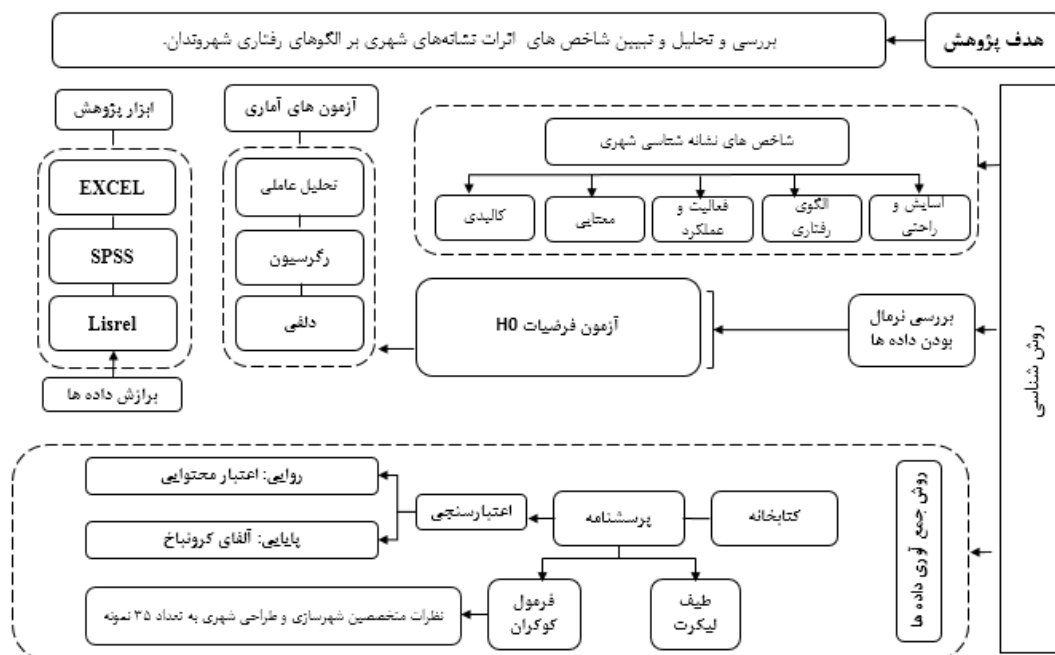 هدف پژوهش
بررسی و تحلیل و تبیین شاخص های اثرات نشانه‌های شهری بر الگوهای رفتاری شهروندان.
روش شناسی
شاخص های نشانه شناسی شهری
آسایش و
راحتی
الگوی
رفتاری
فعالیت و
عملکرد
معنایی
کالبدی
آزمون های آماری
تحلیل عاملی
رگرسیون
دلفی
ابزار پژوهش
EXCEL
SPSS
Lisrel
برازش داده ها
بررسی نرمال
بودن داده ها
آزمون فرضیات H0
روش جمع آوری داده ها
کتابخانه
پرسشنامه
اعتبارسنجی
روایی: اعتبار محتوایی
پایایی: آلفای کرونباخ
طیف
لیکرت
فرمول
کوکران
نظرات متخصصین شهرسازی و طراحی شهری به تعداد ۳۵ نمونه